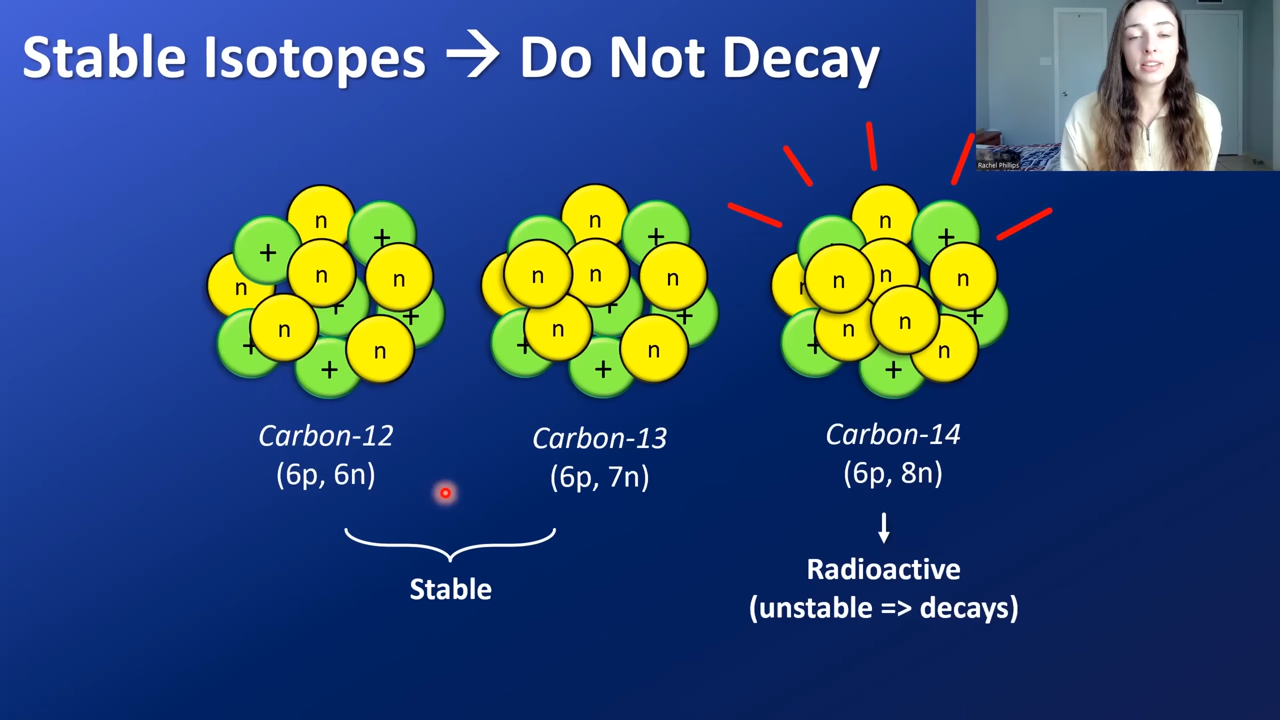 Stable Isotopes → Do Not Decay
Rachel Phillips
n
+
+
n
n
n
n
+
+
+
n
n
+
n
+
n
n
n
n
+
+
n
+
n
+
n
+
n
n
n
n
n
+
+
n
n
+
Carbon-12
(6p, 6n)
Carbon-13
(6p, 7n)
Carbon-14
(6p, 8n)
Stable
Radioactive
(unstable => decays)